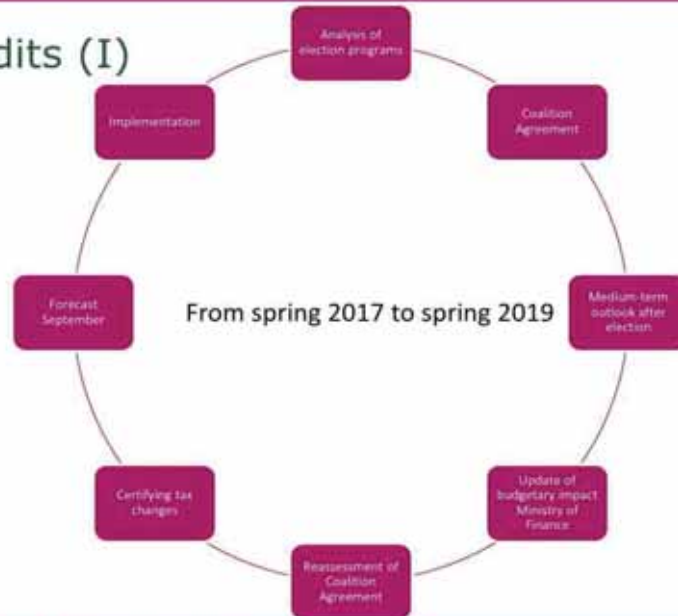 dits (I)
Analysis of
election programs
Coalition
Agreement
Medium-term
outlook after
election
Update of
budgetary impact
Ministry of
Finance
Reassessment of
Coalition
Agreement
Certifying tax
changes
Forecast
September
Implementation
From spring 2017 to spring 2019